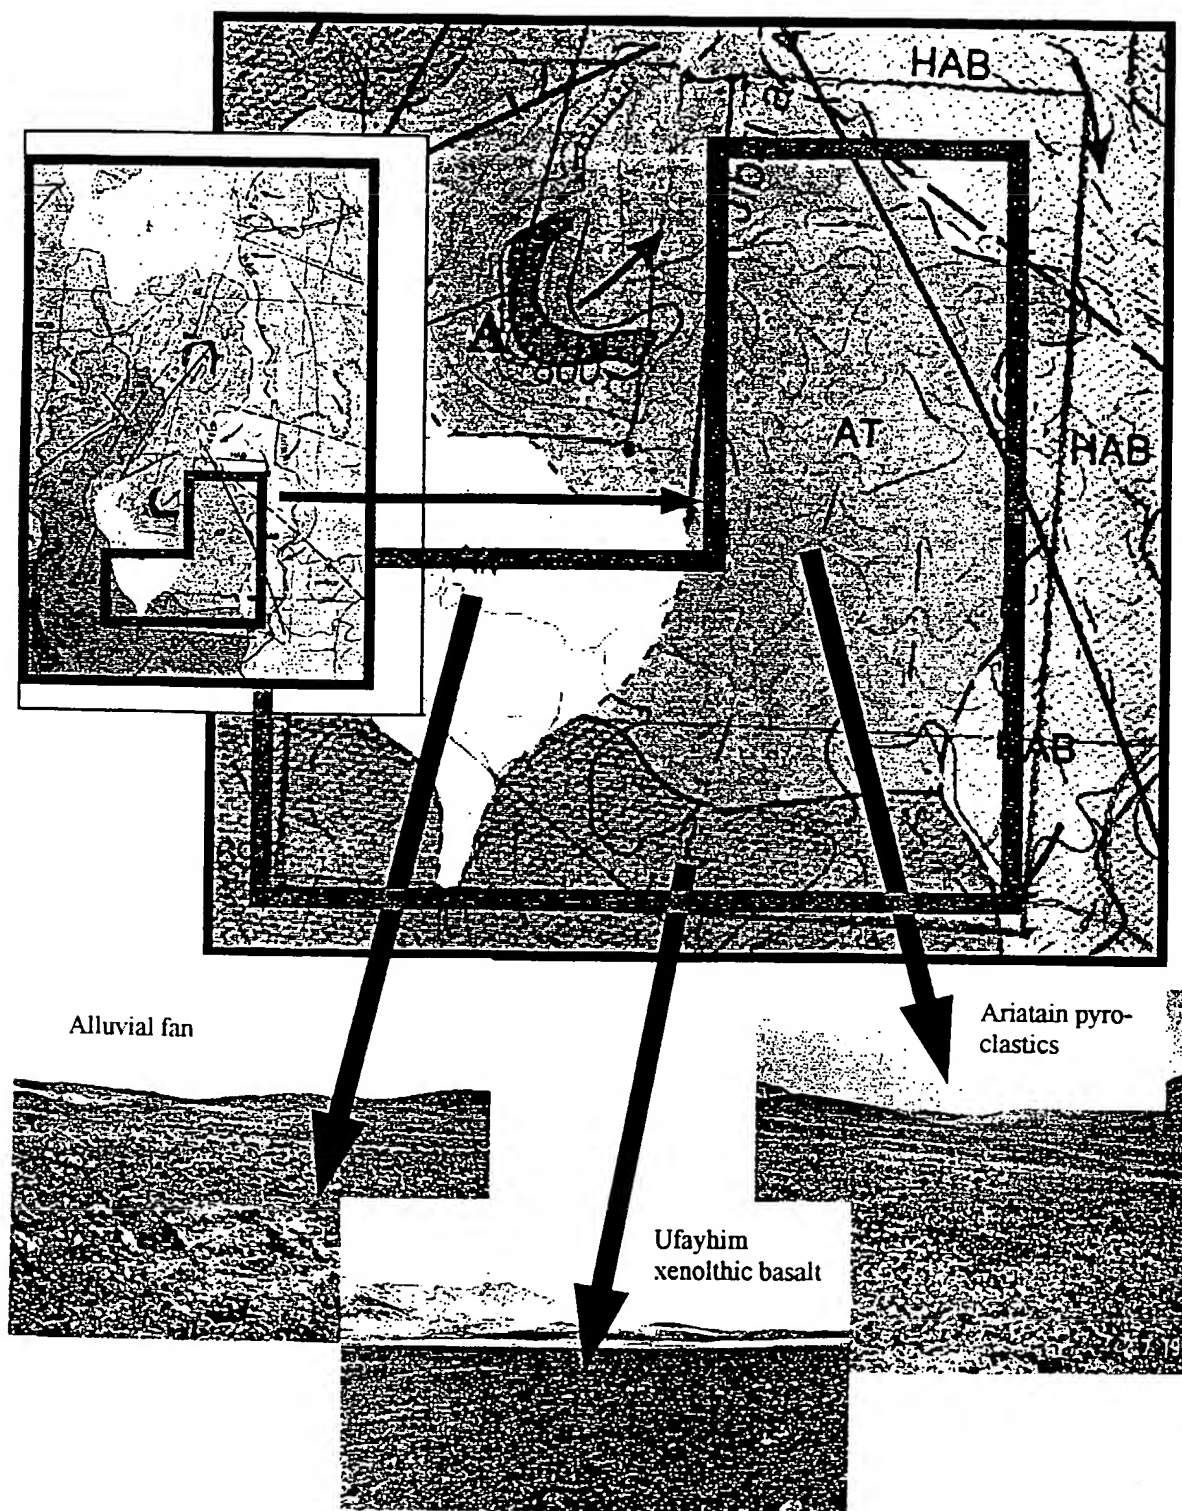 HAB
A
AT
HAB
Alluvial fan
Ariatain pyro-
clastics
Ufayhim
xenolthic basalt